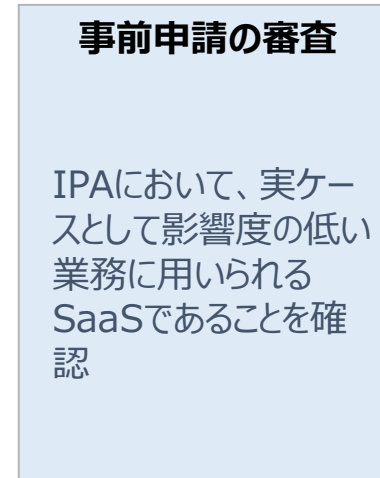 事前申請の審査
IPAにおいて、実ケー
スとして影響度の低い
業務に用いられる
SaaSであることを確
認